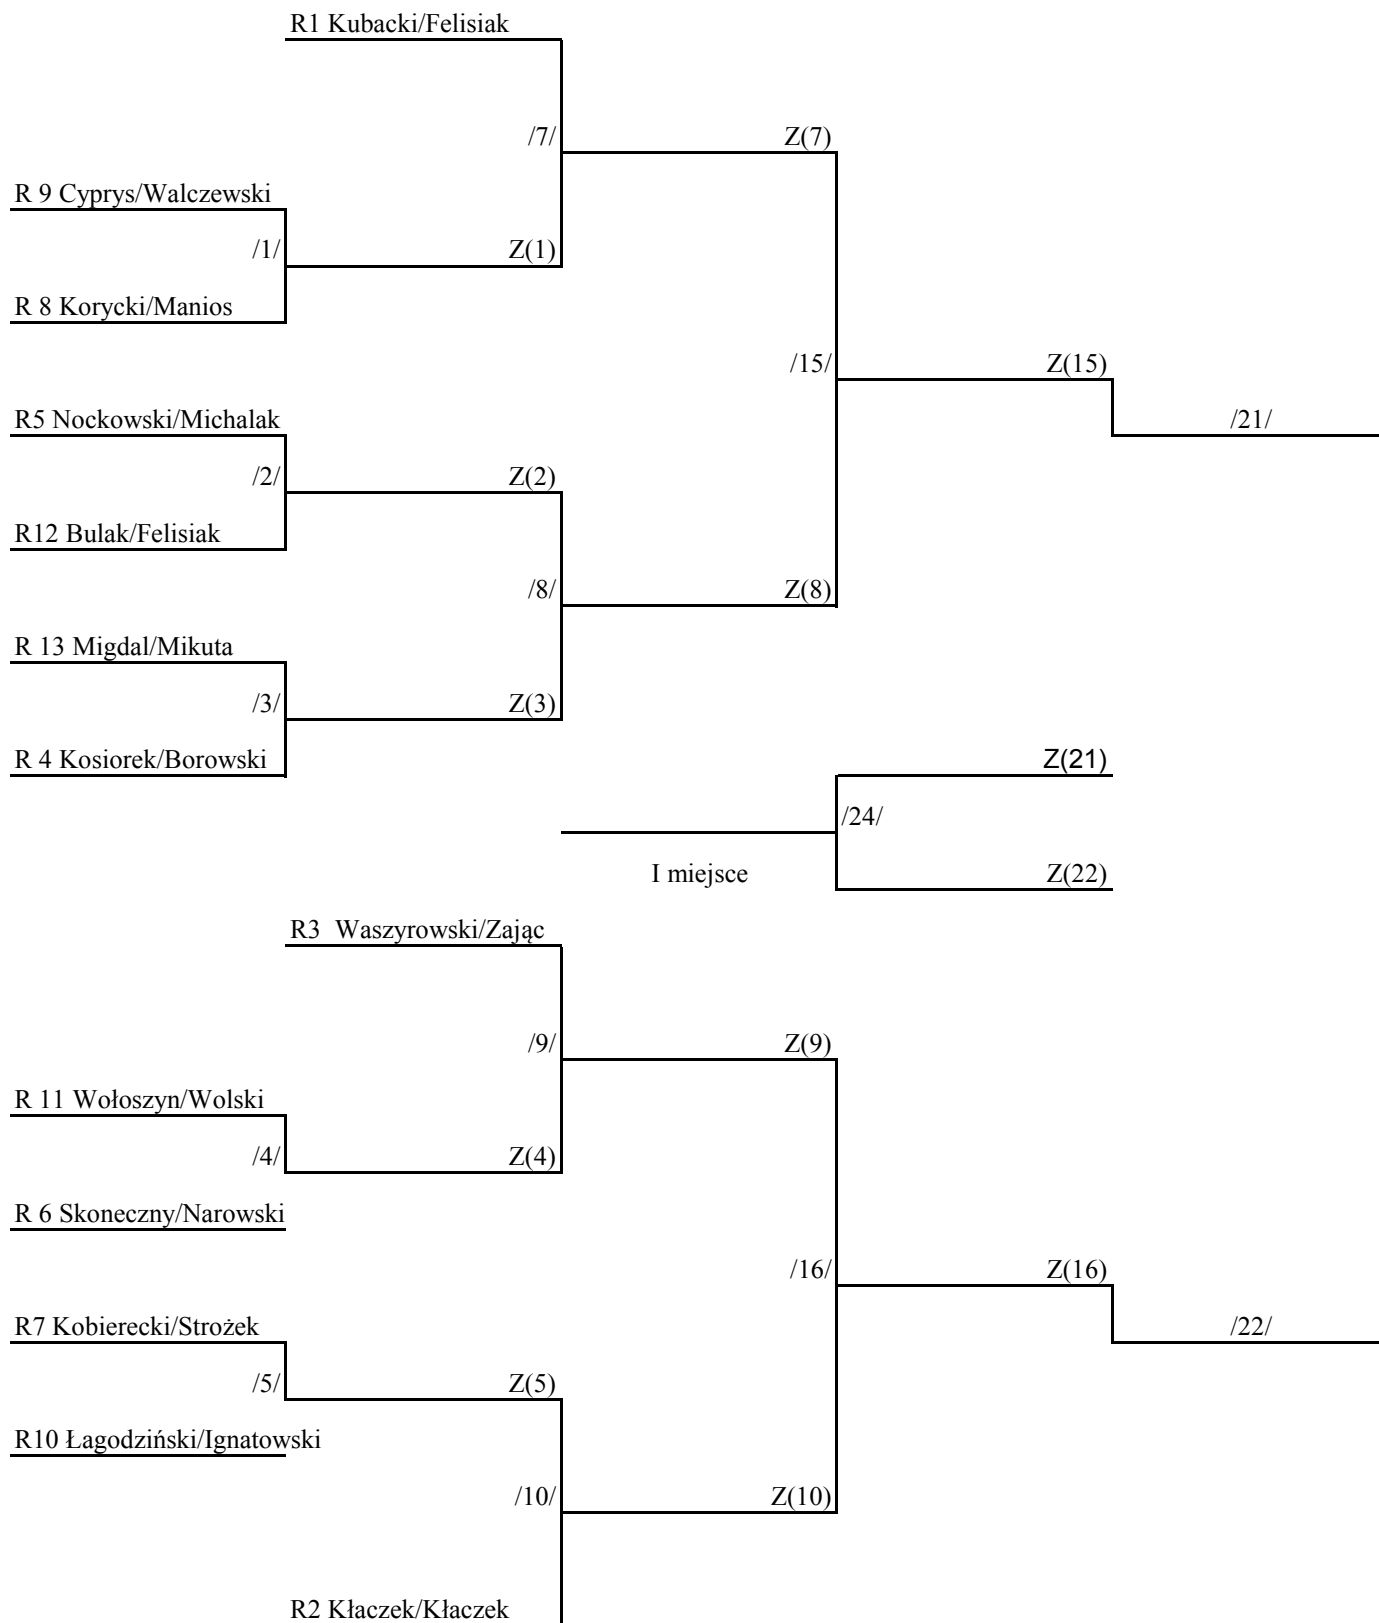 R1 Kubacki/Felisiak
/7/
Z(7)
R 9 Cyprys/Walczewski
/1/
Z(1)
R 8 Korycki/Manios
/15/
Z(15)
R5 Nockowski/Michalak
/21/
/2/
Z(2)
R12 Bulak/Felisiak
/8/
Z(8)
R 13 Migdal/Mikuta
/3/
Z(3)
R 4 Kosiorek/Borowski
Z(21)
/24/
I miejsce
Z(22)
R3 Waszyrowski/Zając
/9/
Z(9)
R 11 Wołoszyn/Wolski
/4/
Z(4)
R 6 Skoneczny/Narowski
/16/
Z(16)
R7 Kobierecki/Strożek
/22/
/5/
Z(5)
R10 Łagodziński/Ignatowski
/10/
Z(10)
R2 Kłaczek/Kłaczek